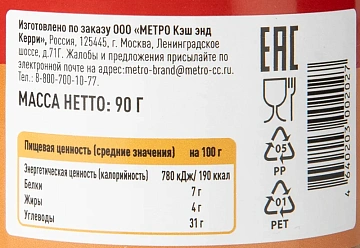 Изготовлено по заказу ООО «МЕТРО Кэш энд
Керри», Россия, 125445, г. Москва, Ленинградское
шоссе, д.71Г. Жалобы и предложения присылайте по
электронной почте на адрес:metro-brand@metro-cc.ru.
Тел.: 8-800-700-10-77.
МАССА НЕТТО: 90 Г
Пищевая ценность (средние значения) на 100 г
Энергетическая ценность (калорийность) 780 кДж/ 190 ккал
Белки 7 г
Жиры 4 г
Углеводы 31 г
EAC
05
PP
01
PET
4640203002027